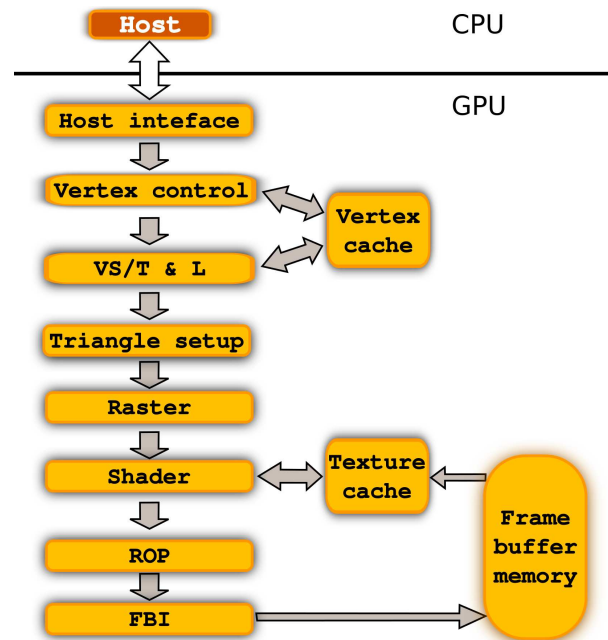 Host
CPU
GPU
Host inteface
Vertex control
Vertex
cache
VS/T & L
Triangle setup
Raster
Shader
Texture
cache
Frame
buffer
memory
ROP
FBI